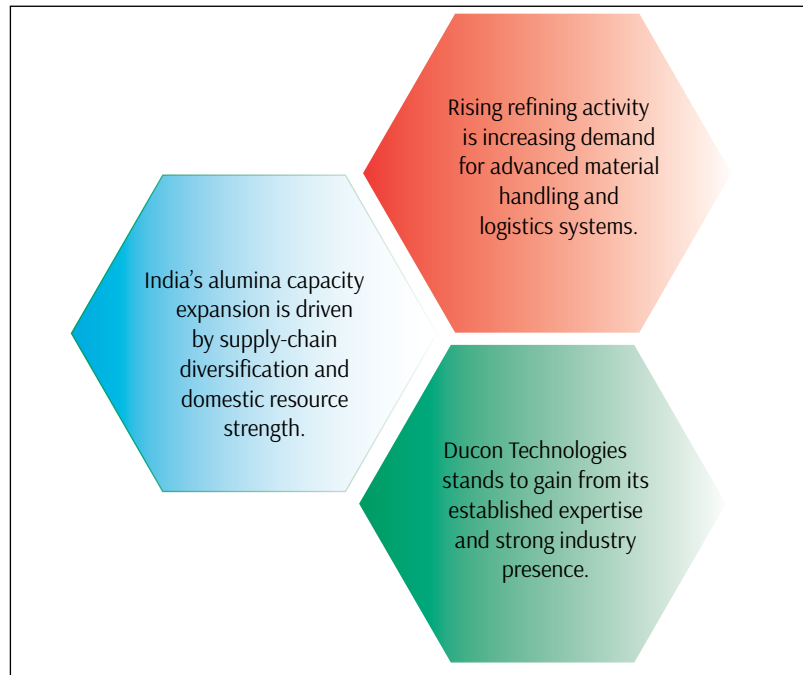 Rising refining activity
is increasing demand
for advanced material
handling and
logistics systems.
India’s alumina capacity
expansion is driven
by supply-chain
diversification and
domestic resource
strength.
Ducon Technologies
stands to gain from its
established expertise
and strong industry
presence.